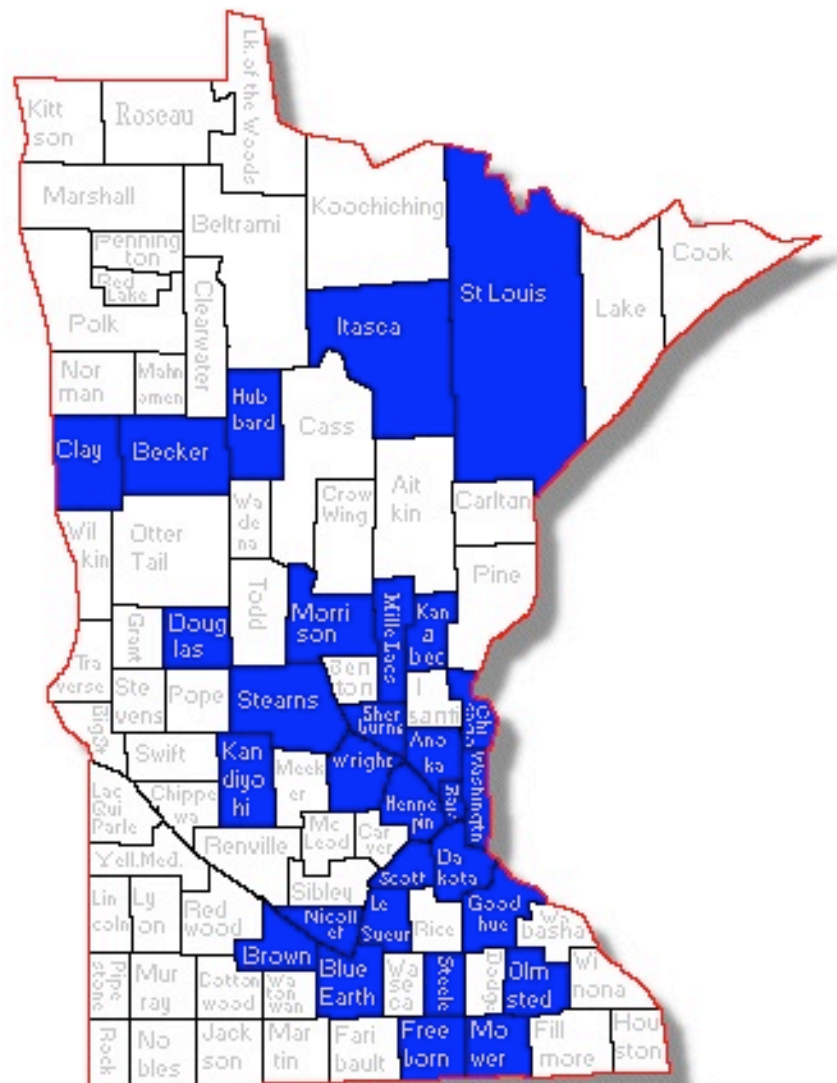 Kitt
son
Roseau
Lk. of the Woods
Marshall
Beltrami
Koochiching
Penning
ton
Red
Lake
Polk
Clearwater
Itasca
St Louis
Lake
Cook
Nor
man
Mahn
omen
Hub
bard
Cass
Clay
Becker
Wa
de
na
Crow
Wing
Ait
kin
Carltan
Wil
kin
Otter
Tail
Todd
Morri
son
Mille Lacs
Kan
a
bec
Pine
Grant
Doug
las
Ben
ton
I
santi
Tra
verse
Ste
vens
Pope
Stearns
Sher
burne
Chi
sago
Big St
Swift
Kan
diyo
hi
Meek
er
Wright
Ano
ka
Washington
Lac
Qui
Parle
Chippe
wa
Henne
pin
Ram
Renville
Mc
Lead
Car
ver
Yell.Med.
Sibley
Scott
Da
kota
Lin
coln
Ly
on
Red
wood
Nicoll
et
Le
Sueur
Rice
Good
hue
Wa
basha
Brown
Pipe
stone
Mur
ray
Cotton
wood
Wa
ton
wan
Blue
Earth
Wa
se
ca
Steele
Dodge
Olm
sted
Wi
nona
Rock
No
bles
Jack
son
Mar
tin
Fari
bault
Free
born
Mo
wer
Fill
more
Hou
ston